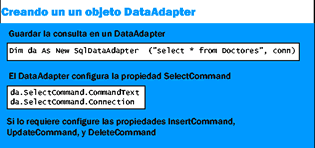 Creando un un objeto DataAdapter
Guardar la consulta en un DataAdapter
Dim da As New SqlDataAdapter ("select * from Doctores", conn)
El DataAdapter configura la propiedad SelectCommand
da.SelectCommand.CommandText
da.SelectCommand.Connection
Si lo requiere configure las propiedades InsertCommand,
UpdateCommand, y DeleteCommand